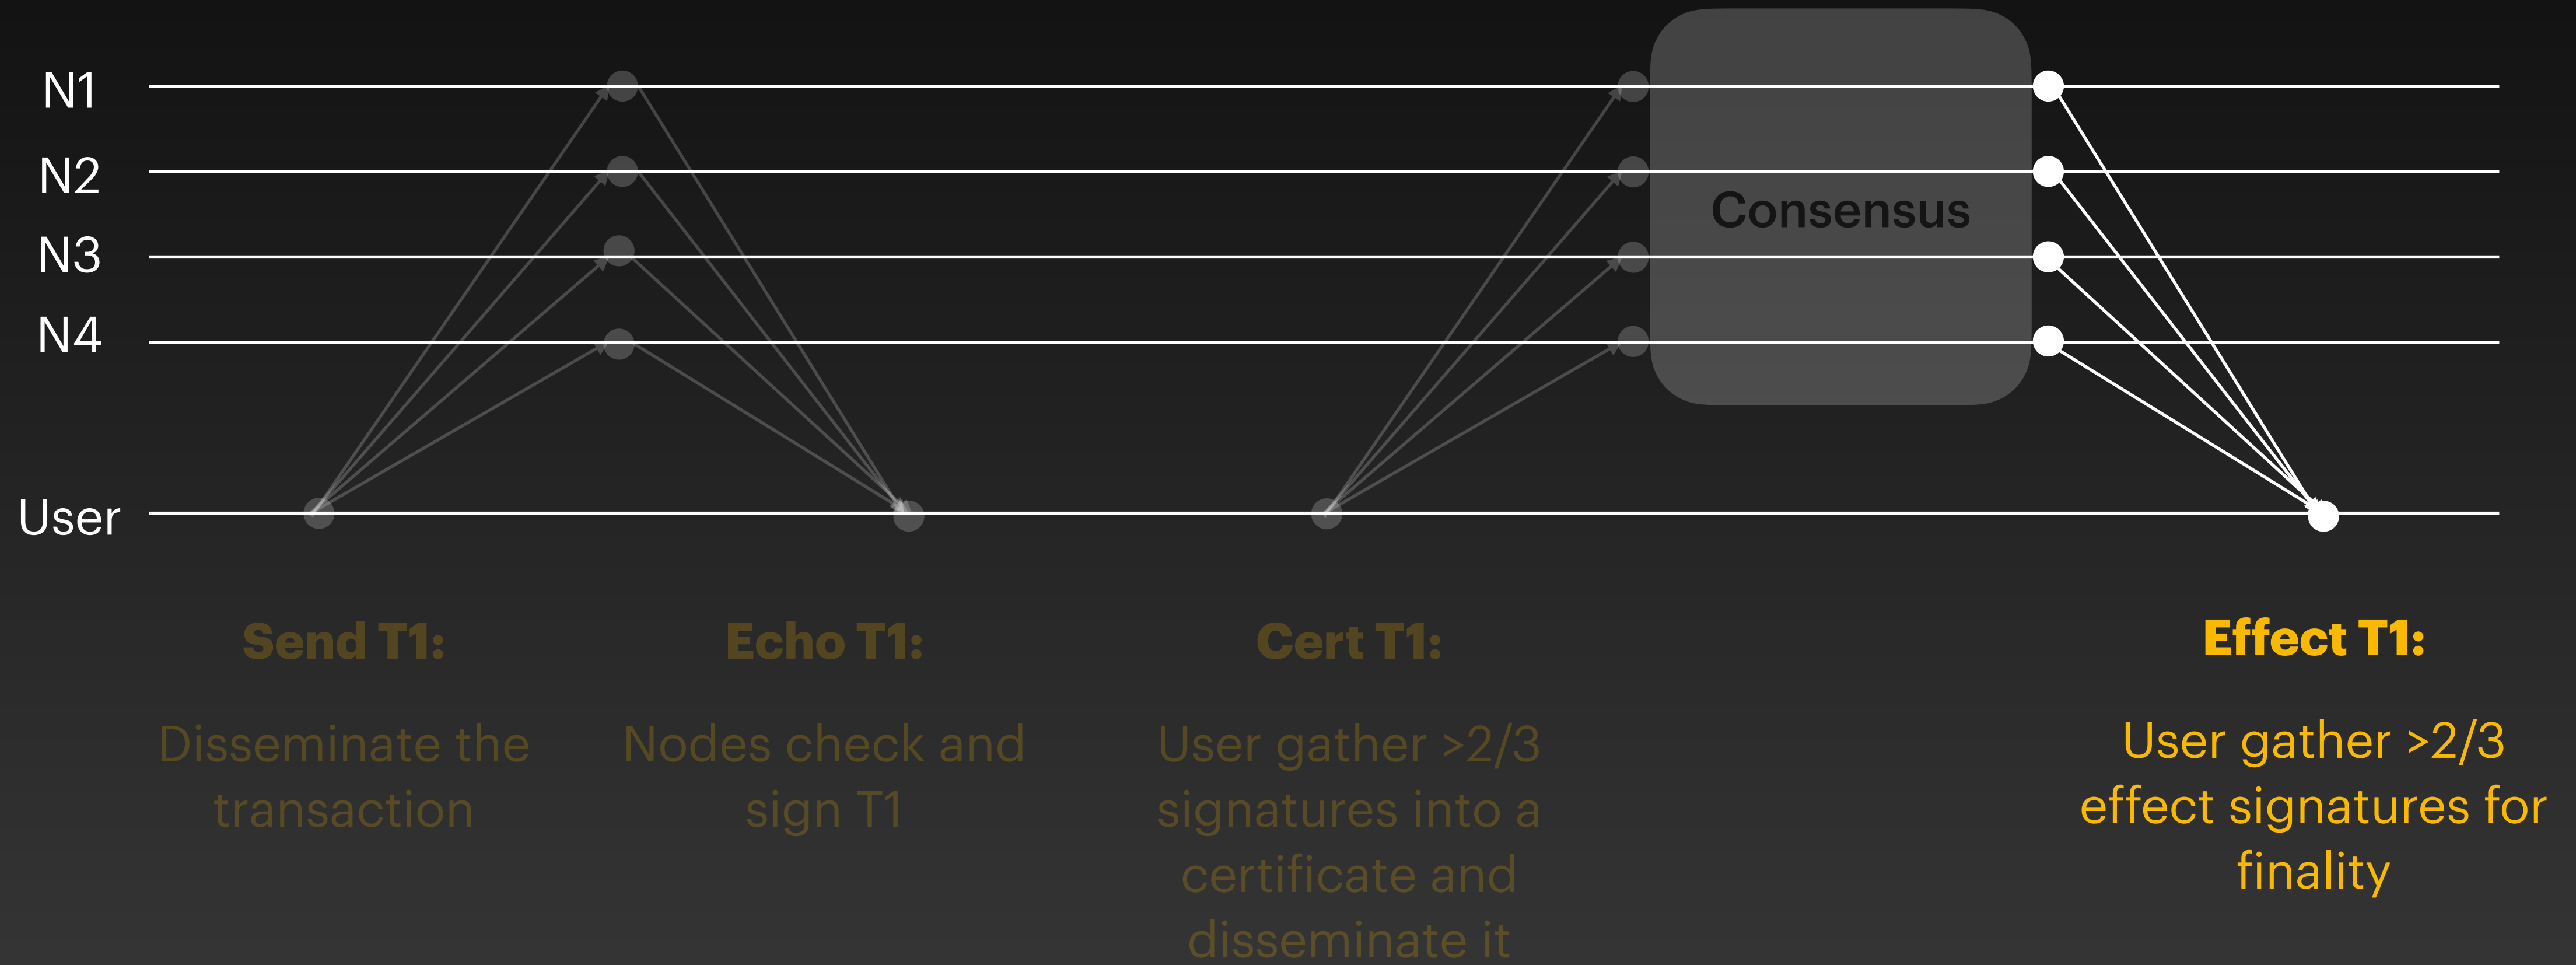 N1
N2
Consensus
N3
N4
User
Send T1:
Disseminate the
transaction
Echo T1:
Nodes check and
sign T1
Cert T1:
User gather >2/3
signatures into a
certificate and
disseminate it
Effect T1:
User gather >2/3
effect signatures for
finality